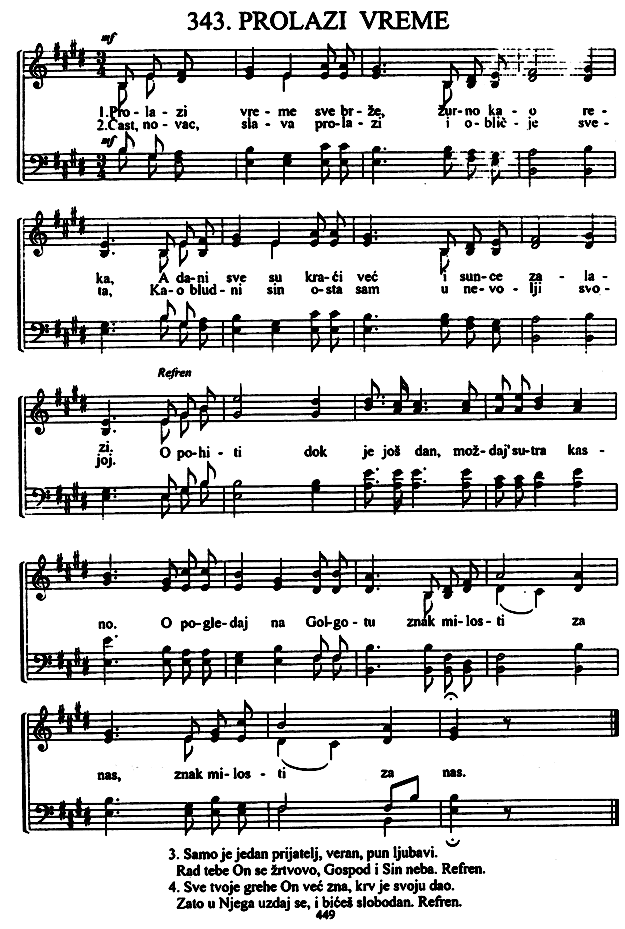 343. PROLAZI VREME
mf
1.Pro - la - zi vre - me sve br - že, žur - no ka - o re -
2.Čast, no - vac, sla - va pro - la - zi i o - blič - je sve -
mf
ka, A da - ni sve su kra - ći već i sun - ce za - la -
ta, Ka - o blud - ni sin o - sta sam u ne - vo - lji svo -
Refren
zi. O po - hi - ti dok je još dan, mož - daj' su - tra kas -
joj.
no. O po - gle - daj na Gol - go - tu znak mi - los - ti za
nas, znak mi - los - ti za nas.
3. Samo je jedan prijatelj, veran, pun ljubavi.
Rad tebe On se žrtvovo, Gospod i Sin neba. Refren.
4. Sve tvoje grehe On već zna, krv je svoju dao.
Zato u Njega uzdaj se, i bićeš slobodan. Refren.
449